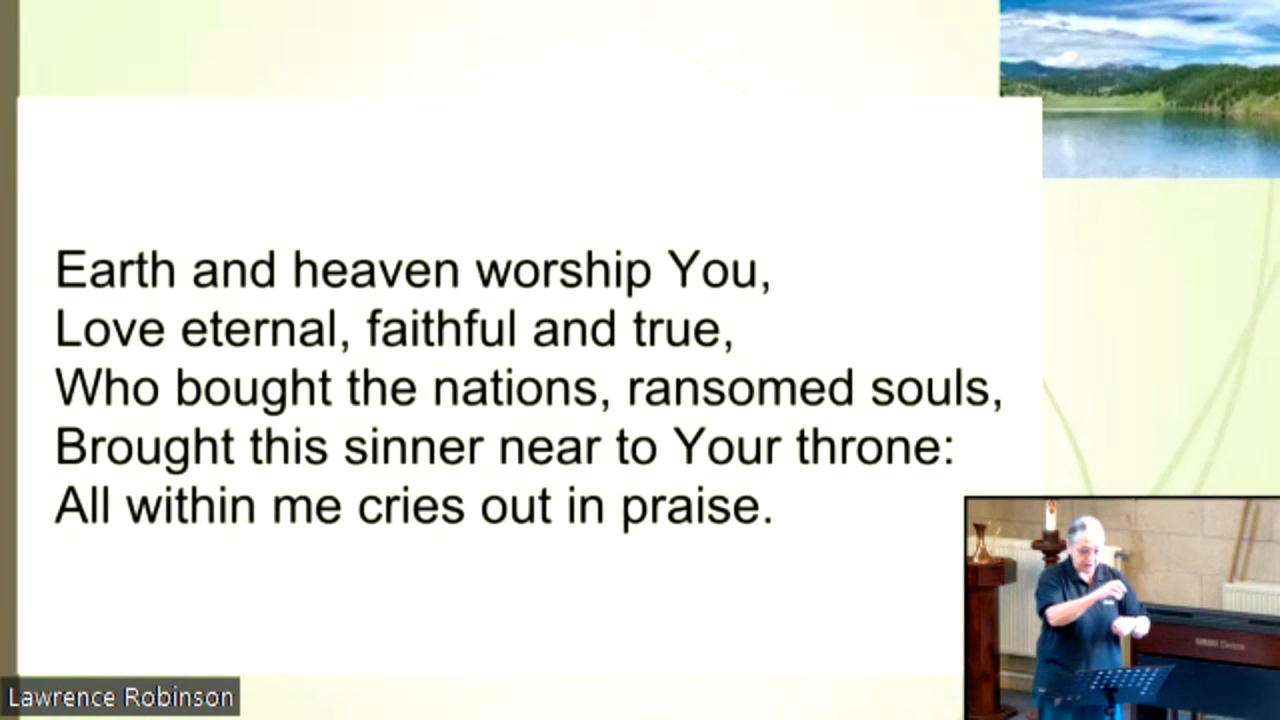 Earth and heaven worship You,
Love eternal, faithful and true,
Who bought the nations, ransomed souls,
Brought this sinner near to Your throne:
All within me cries out in praise.
Lawrence Robinson